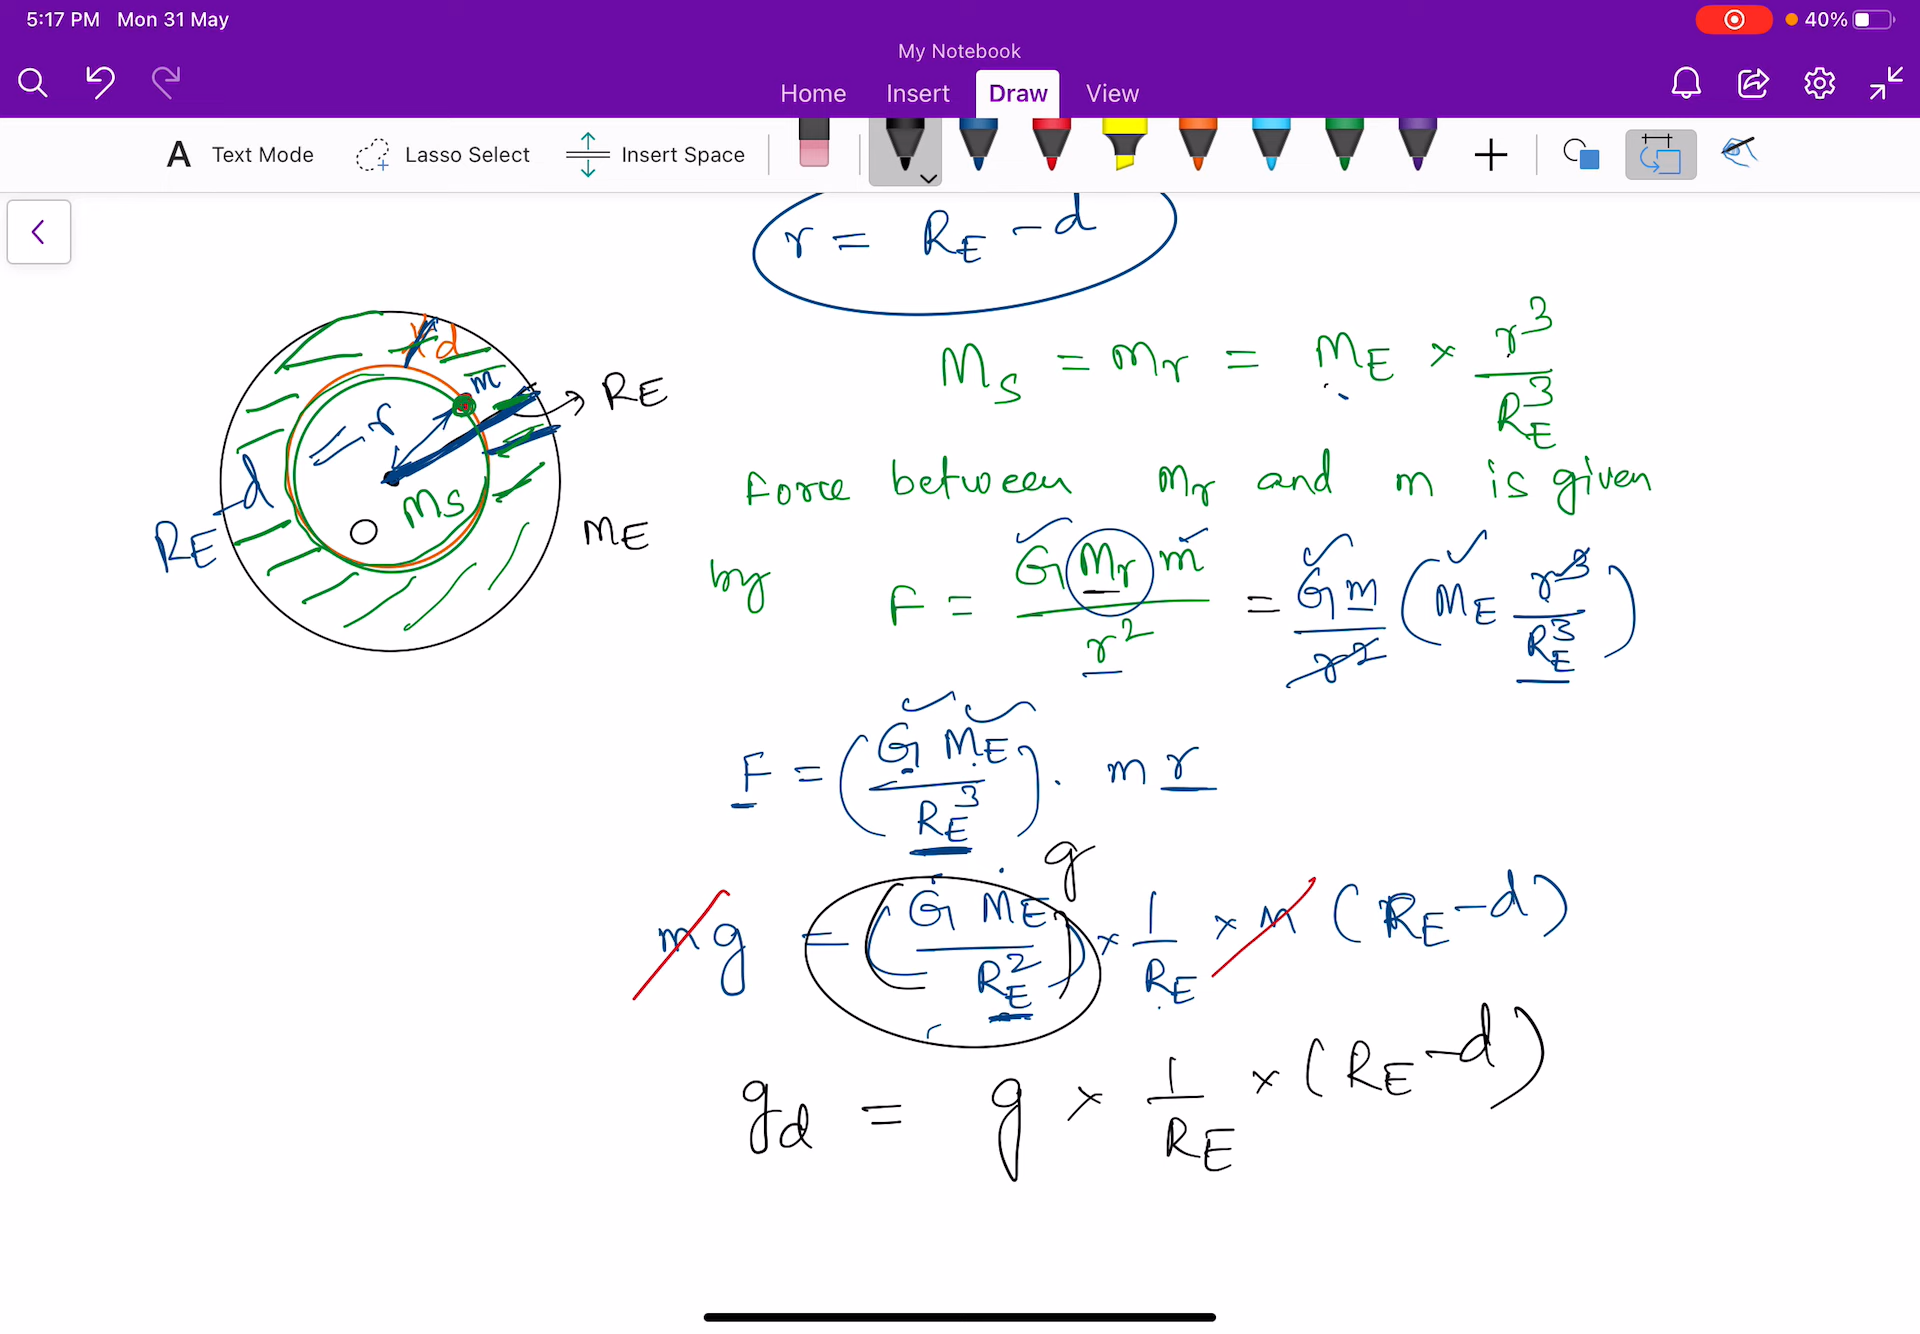 5:17 PM Mon 31 May
40%
My Notebook
Home Insert Draw View
A Text Mode Lasso Select Insert Space
r = RE - d
d
m
r
RE
RE - d
MS
O
ME
MS = Mr = ME × r³/RE³
Force between Mr and m is given
by F = G Mr m / r² = G m / r² (ME r³/RE³)
F = (G ME / RE³) . m r
g
mg = (G ME / RE²) × 1/RE × m (RE - d)
gd = g × 1/RE × (RE - d)